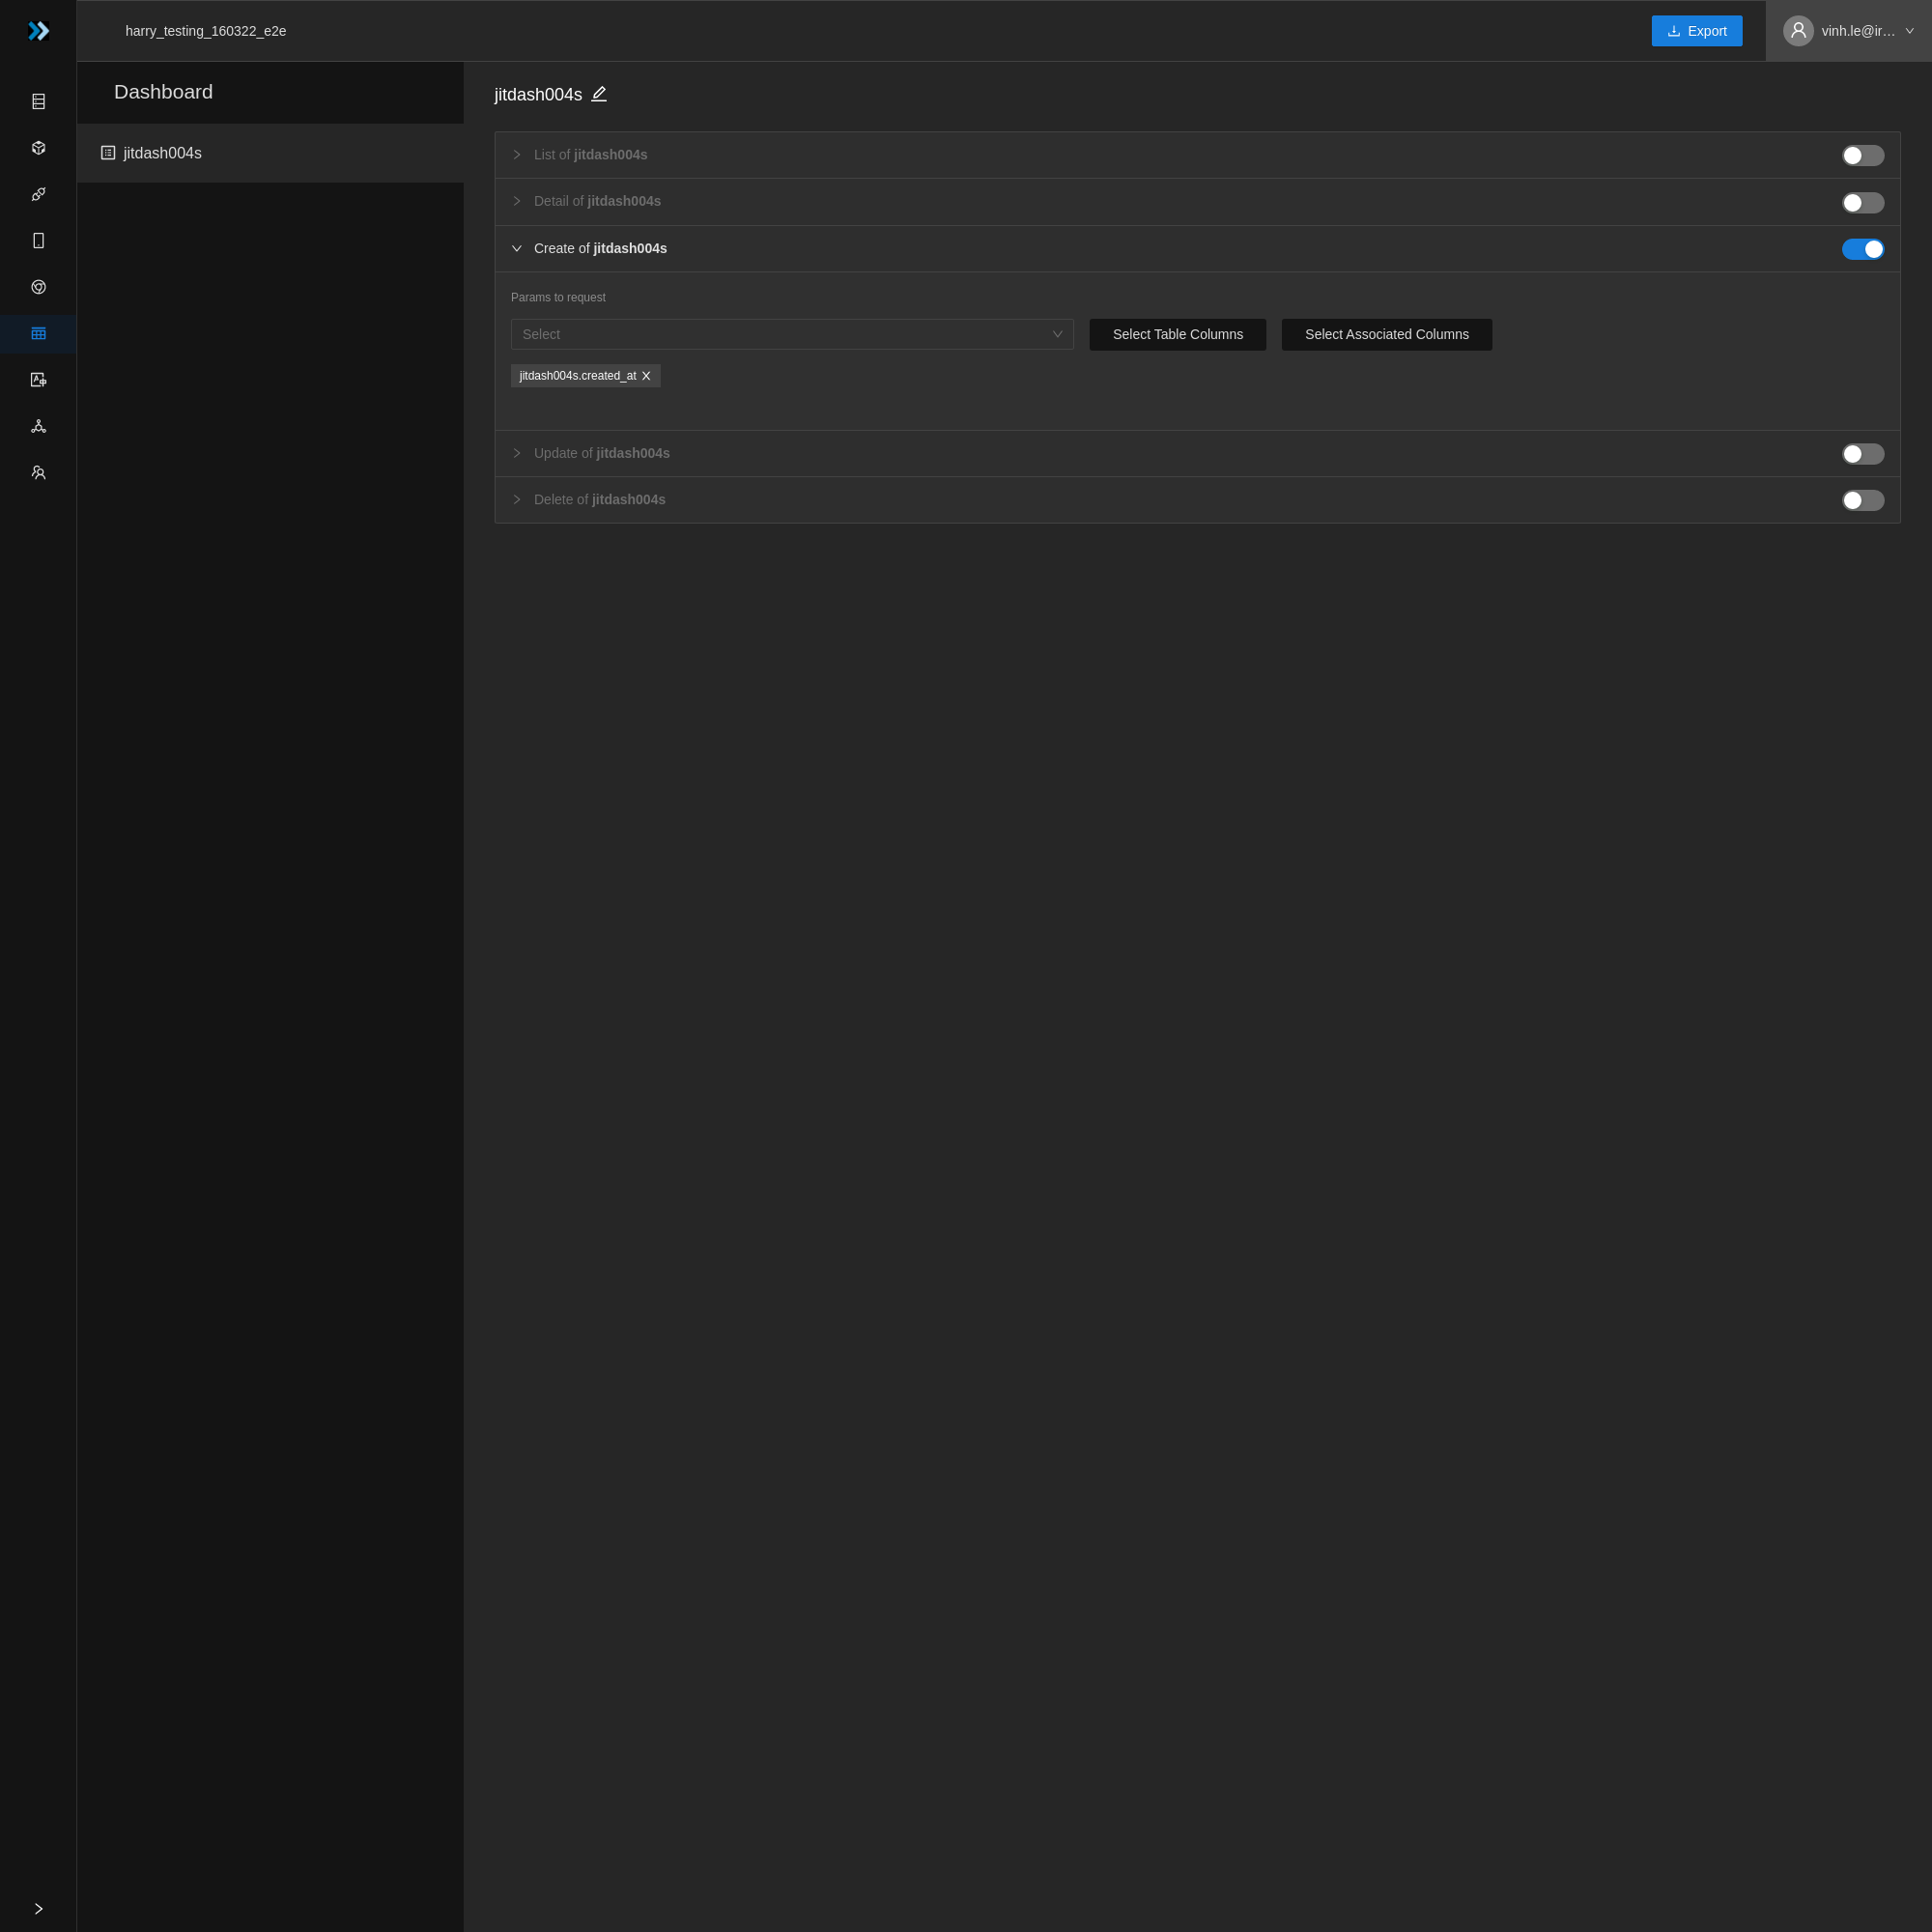 harry_testing_160322_e2e
Export
vinh.le@ir…
Dashboard
jitdash004s
jitdash004s
List of jitdash004s
Detail of jitdash004s
Create of jitdash004s
Params to request
Select
Select Table Columns
Select Associated Columns
jitdash004s.created_at
Update of jitdash004s
Delete of jitdash004s